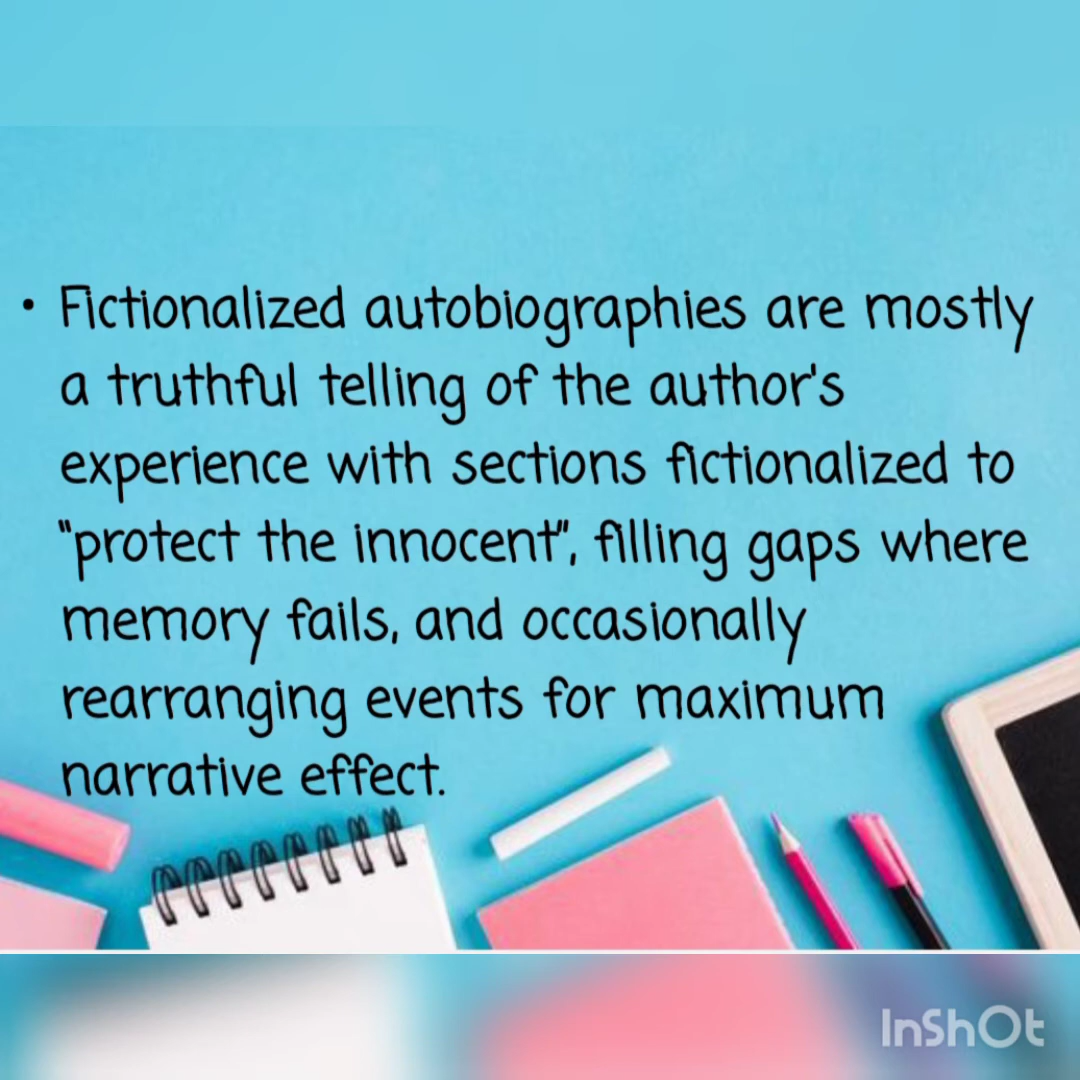 • Fictionalized autobiographies are mostly
a truthful telling of the author's
experience with sections fictionalized to
"protect the innocent", filling gaps where
memory fails, and occasionally
rearranging events for maximum
narrative effect.
InShOt